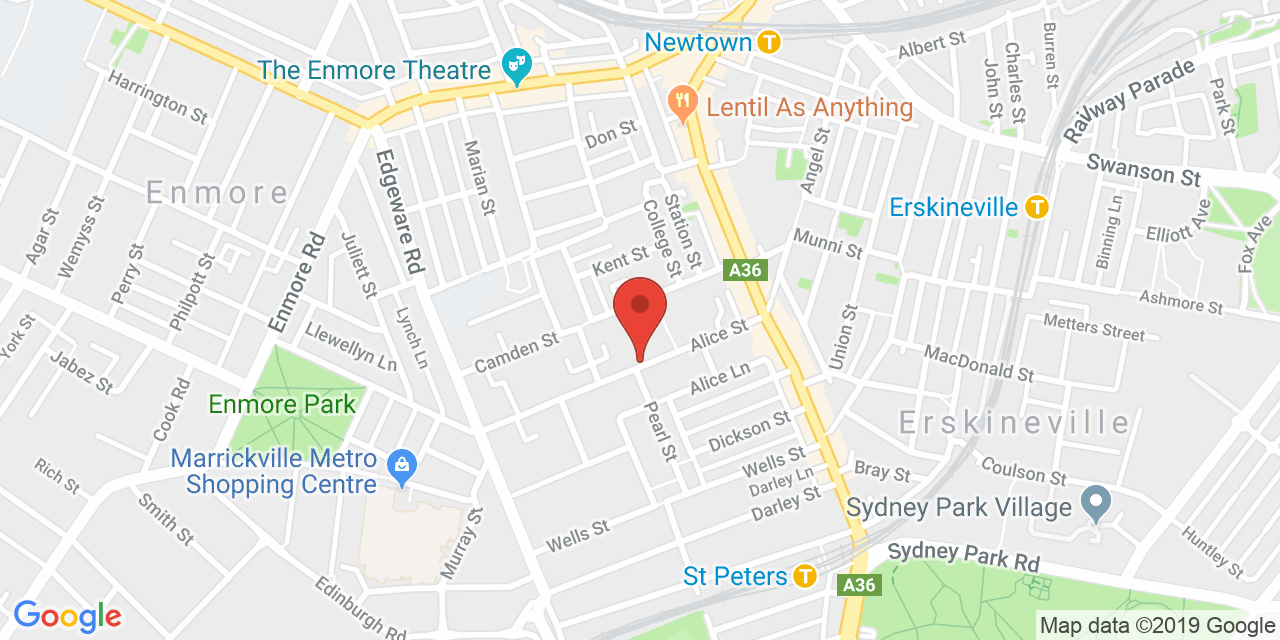 Newtown T
Albert St
Burren St
Charles St
John St
Railway Parade
Park St
The Enmore Theatre
Harrington St
Lentil As Anything
Don St
Angel St
Swanson St
Edgeware Rd
Marian St
Enmore
Station St
College St
Erskineville T
Binning Ln
Elliott Ave
Fox Ave
Agar St
Wemyss St
Perry St
Philpott St
Enmore Rd
Juliett St
Kent St
Munni St
A36
Ashmore St
Lynch Ln
Llewellyn Ln
York St
Jabez St
Cook Rd
Camden St
Alice St
Union St
Metters Street
MacDonald St
Alice Ln
Enmore Park
Pearl St
Dickson St
Erskineville
Marrickville Metro
Shopping Centre
Rich St
Smith St
Wells St
Darley Ln
Darley St
Bray St
Coulson St
Sydney Park Village
Murray St
Wells St
Huntley St
Sydney Park Rd
St Peters T
A36
Edinburgh Rd
Google
Map data ©2019 Google